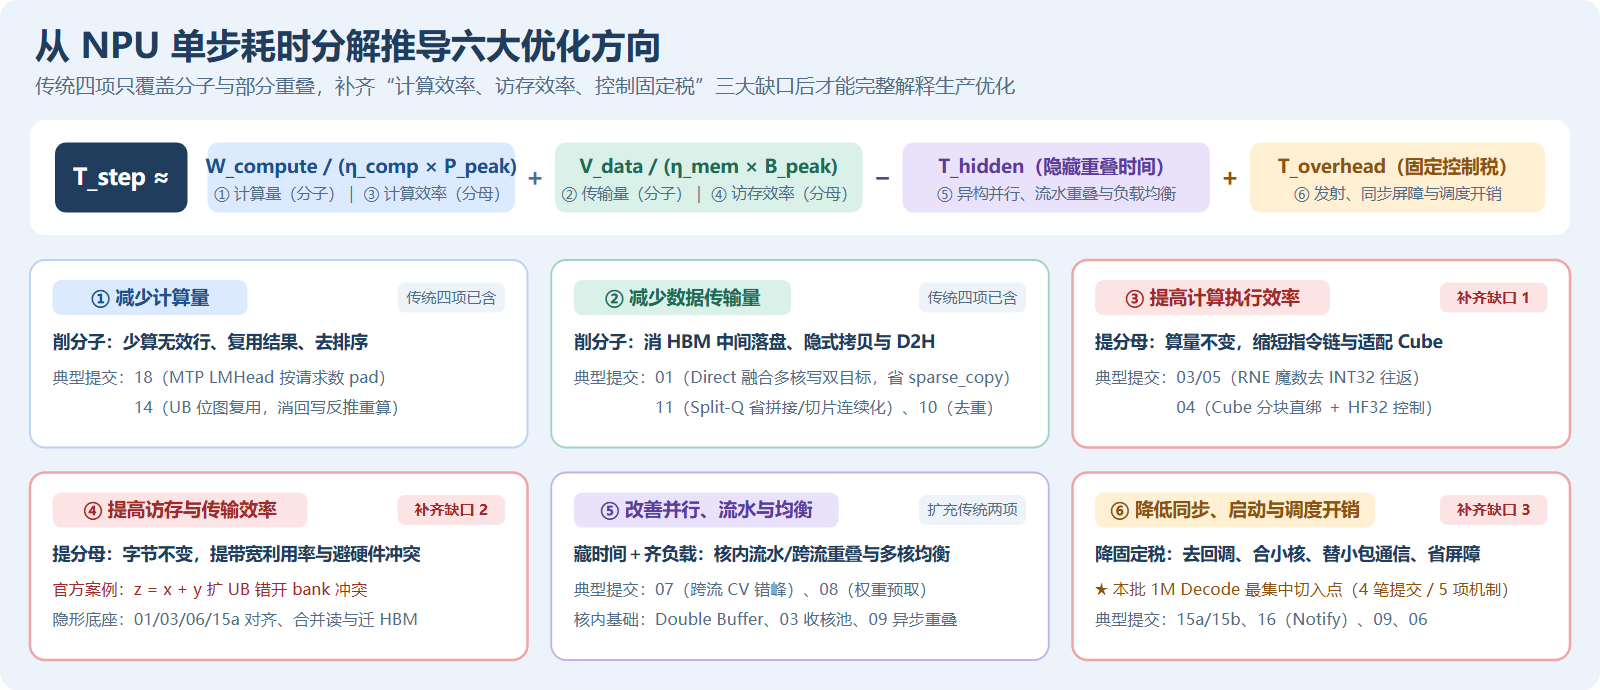 从 NPU 单步耗时分解推导六大优化方向
传统四项只覆盖分子与部分重叠，补齐“计算效率、访存效率、控制固定税”三大缺口后才能完整解释生产优化
T_step ≈
W_compute / (η_comp × P_peak)
① 计算量（分子） | ③ 计算效率（分母）
+
V_data / (η_mem × B_peak)
② 传输量（分子） | ④ 访存效率（分母）
−
T_hidden（隐藏重叠时间）
⑤ 异构并行、流水重叠与负载均衡
+
T_overhead（固定控制税）
⑥ 发射、同步屏障与调度开销
① 减少计算量
传统四项已含
削分子：少算无效行、复用结果、去排序
典型提交：18（MTP LMHead 按请求数 pad）
14（UB 位图复用，消回写反推重算）
② 减少数据传输量
传统四项已含
削分子：消 HBM 中间落盘、隐式拷贝与 D2H
典型提交：01（Direct 融合多核写双目标，省 sparse_copy）
11（Split-Q 省拼接/切片连续化）、10（去重）
③ 提高计算执行效率
补齐缺口 1
提分母：算量不变，缩短指令链与适配 Cube
典型提交：03/05（RNE 魔数去 INT32 往返）
04（Cube 分块直绑 + HF32 控制）
④ 提高访存与传输效率
补齐缺口 2
提分母：字节不变，提带宽利用率与避硬件冲突
官方案例：z = x + y 扩 UB 错开 bank 冲突
隐形底座：01/03/06/15a 对齐、合并读与迁 HBM
⑤ 改善并行、流水与均衡
扩充传统两项
藏时间＋齐负载：核内流水/跨流重叠与多核均衡
典型提交：07（跨流 CV 错峰）、08（权重预取）
核内基础：Double Buffer、03 收核池、09 异步重叠
⑥ 降低同步、启动与调度开销
补齐缺口 3
降固定税：去回调、合小核、替小包通信、省屏障
★ 本批 1M Decode 最集中切入点（4 笔提交 / 5 项机制）
典型提交：15a/15b、16（Notify）、09、06